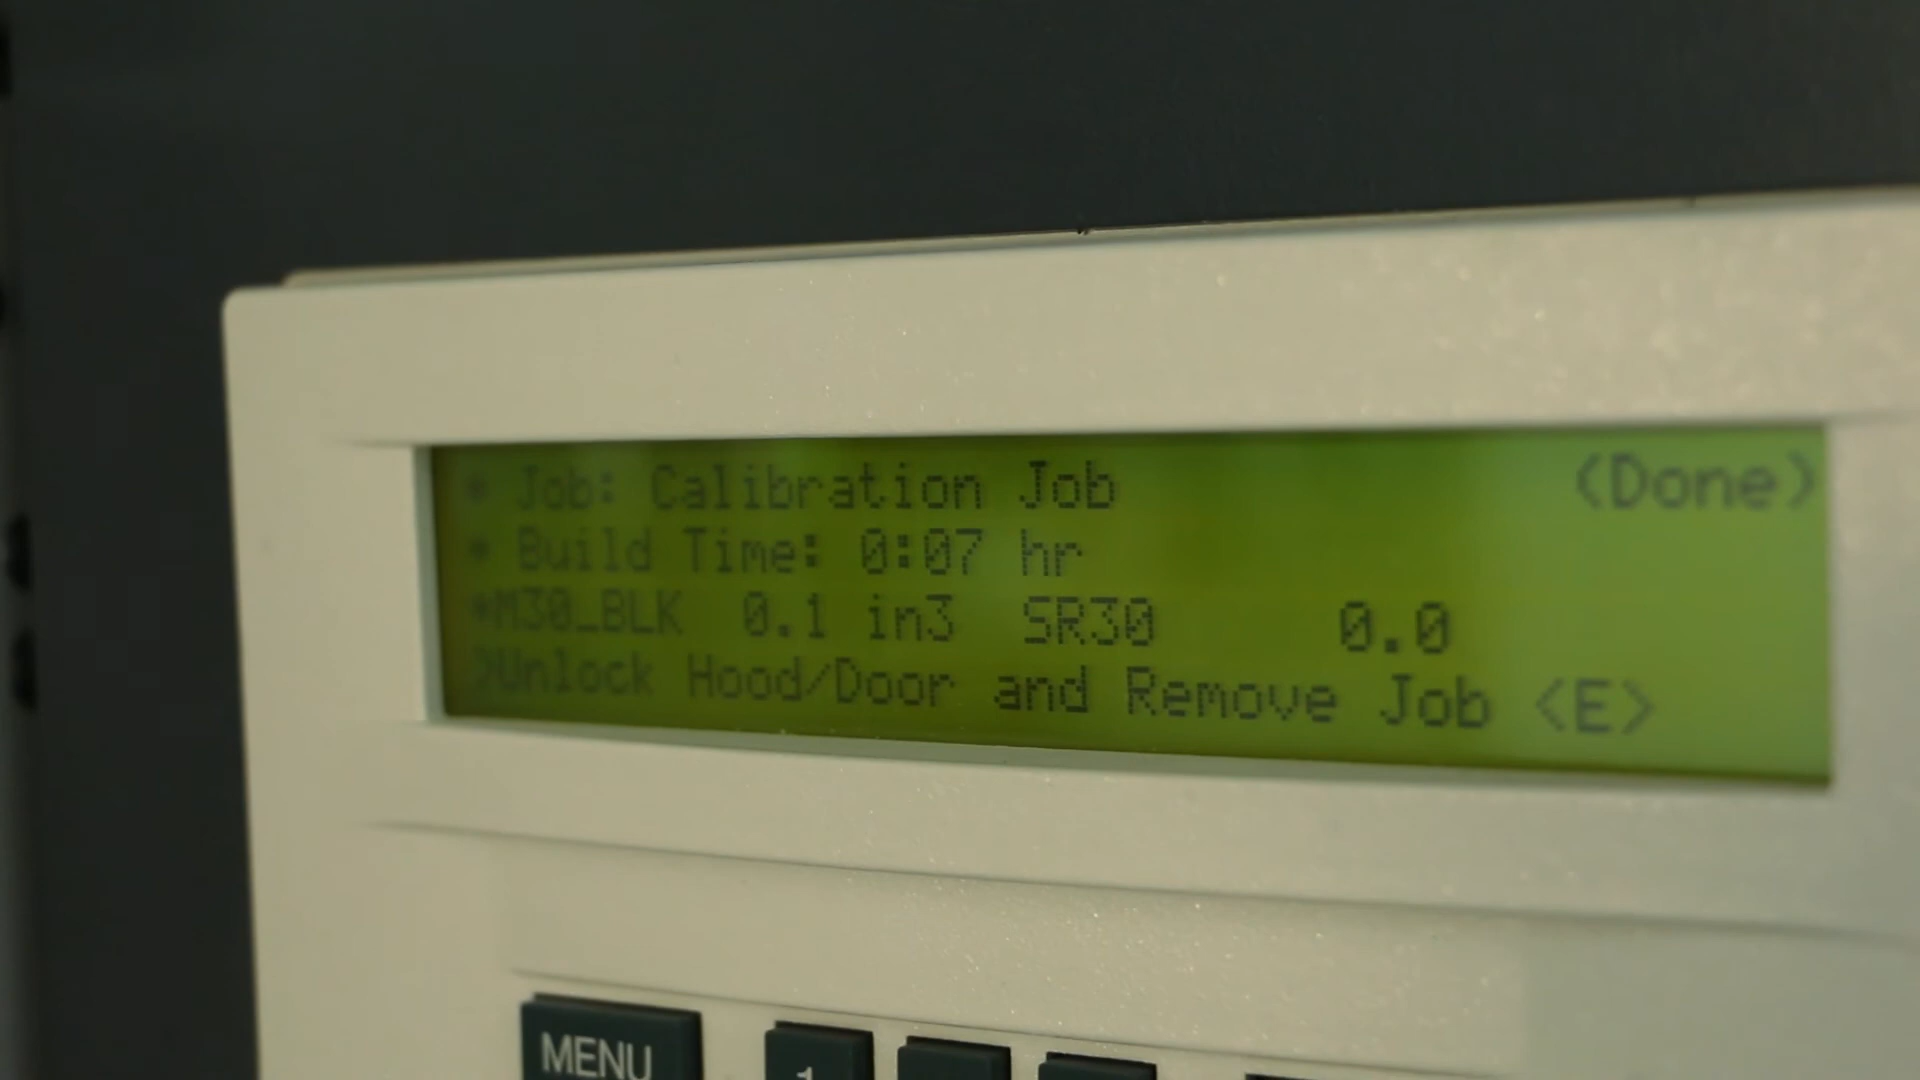 * Job: Calibration Job (Done)
* Build Time: 0:07 hr
*M30_BLK 0.1 in3 SR30 0.0
>Unlock Hood/Door and Remove Job <E>
MENU
1